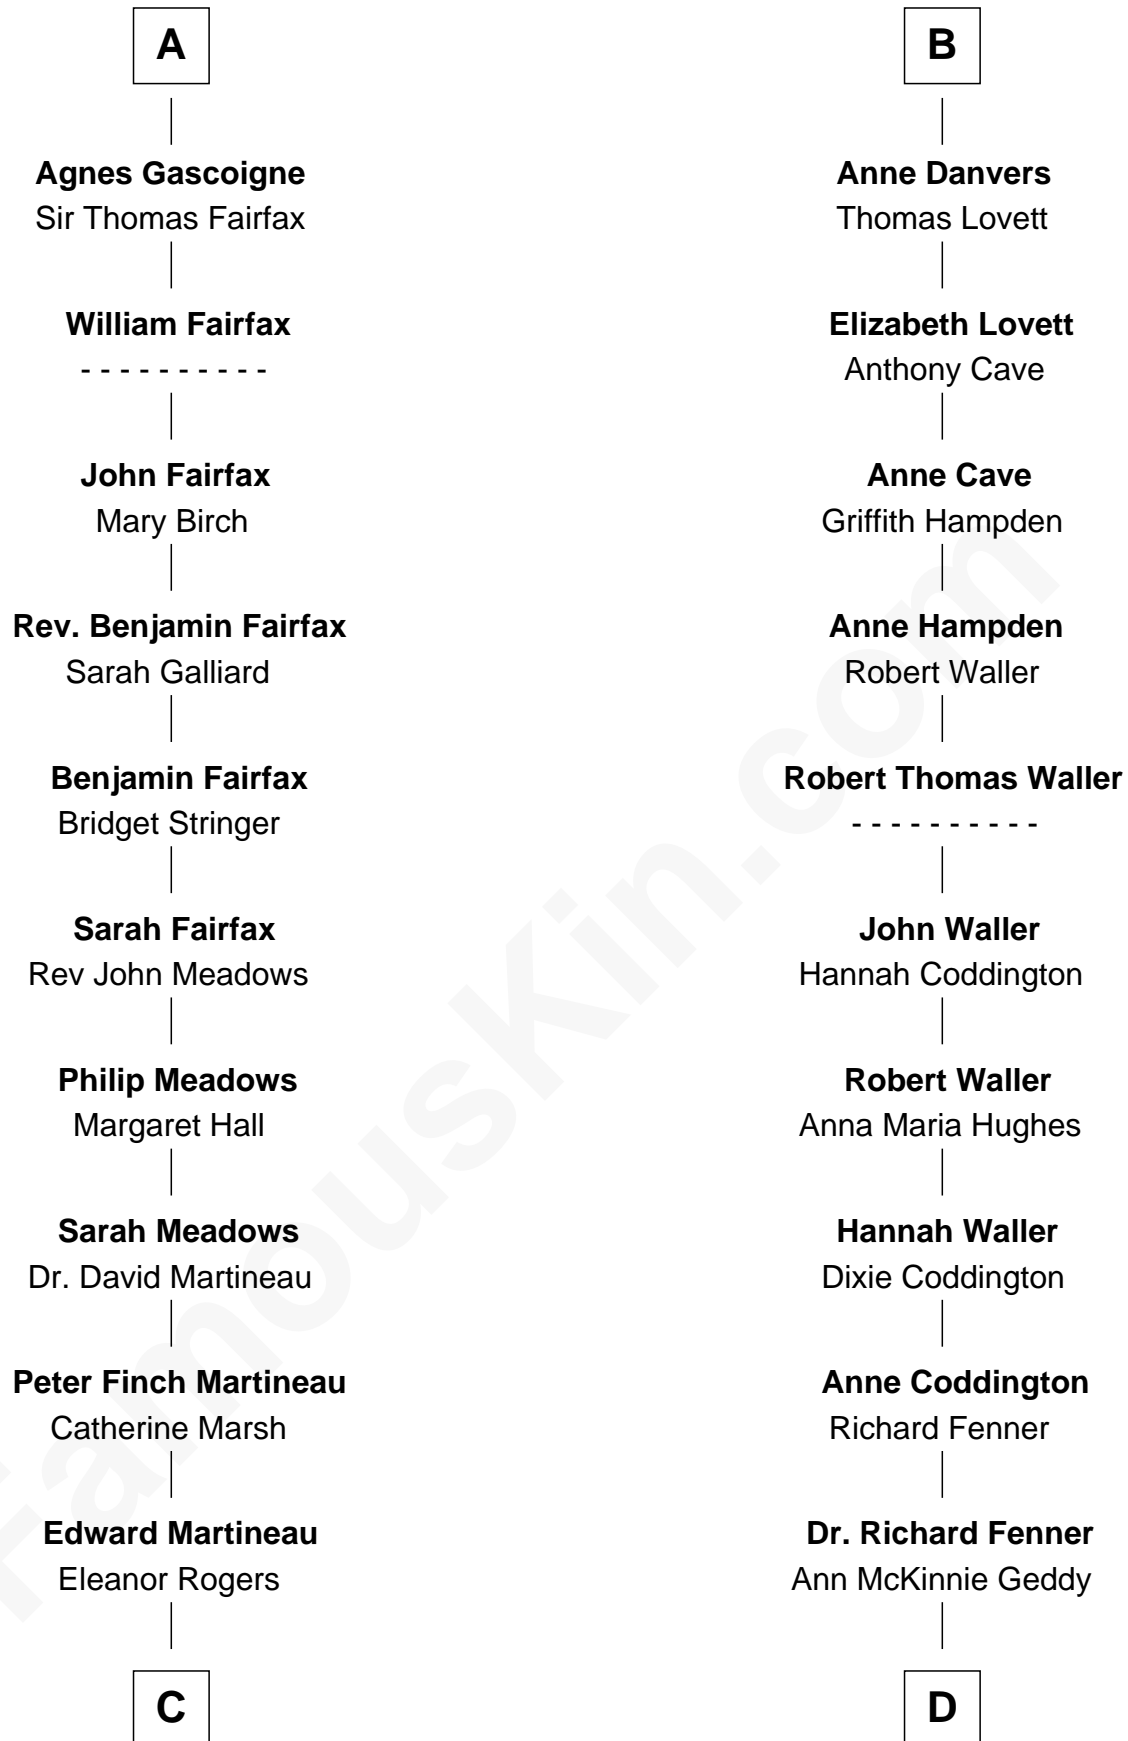 A
Agnes Gascoigne
Sir Thomas Fairfax
William Fairfax
- - - - - - - - - -
John Fairfax
Mary Birch
Rev. Benjamin Fairfax
Sarah Galliard
Benjamin Fairfax
Bridget Stringer
Sarah Fairfax
Rev John Meadows
Philip Meadows
Margaret Hall
Sarah Meadows
Dr. David Martineau
Peter Finch Martineau
Catherine Marsh
Edward Martineau
Eleanor Rogers
C
B
Anne Danvers
Thomas Lovett
Elizabeth Lovett
Anthony Cave
Anne Cave
Griffith Hampden
Anne Hampden
Robert Waller
Robert Thomas Waller
- - - - - - - - - -
John Waller
Hannah Coddington
Robert Waller
Anna Maria Hughes
Hannah Waller
Dixie Coddington
Anne Coddington
Richard Fenner
Dr. Richard Fenner
Ann McKinnie Geddy
D
FamousKin.com